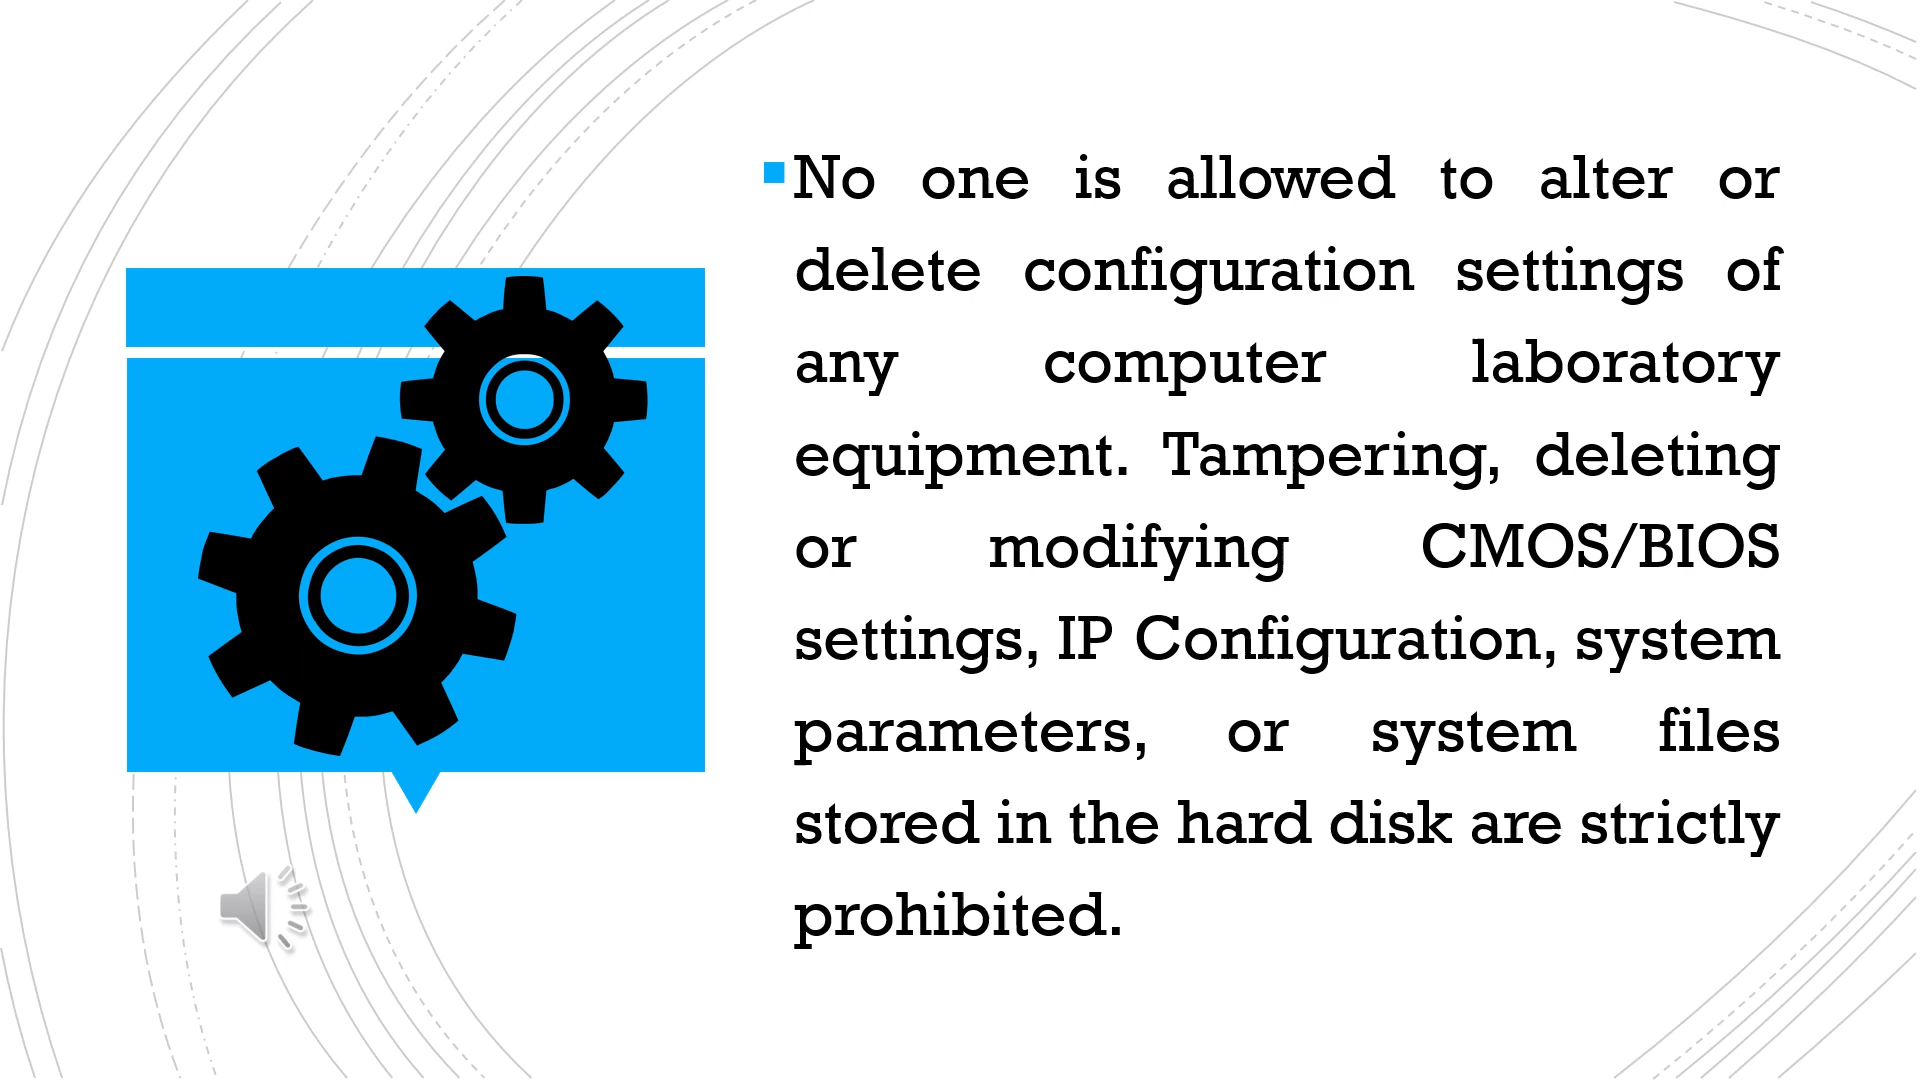 No one is allowed to alter or
delete configuration settings of
any computer laboratory
equipment. Tampering, deleting
or modifying CMOS/BIOS
settings, IP Configuration, system
parameters, or system files
stored in the hard disk are strictly
prohibited.